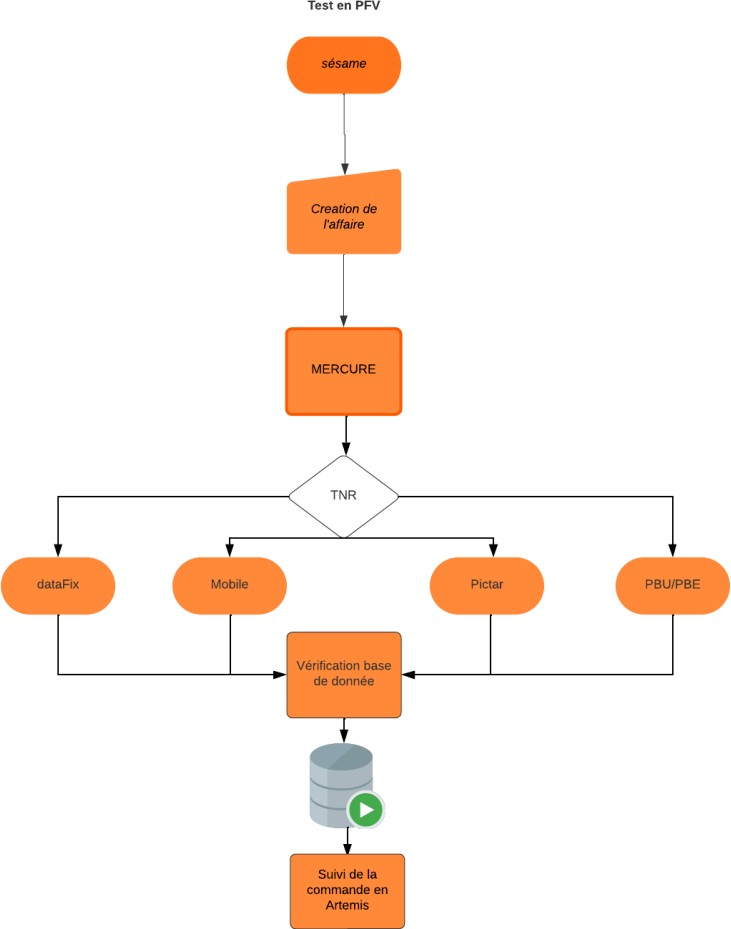 Test en PFV
sésame
Creation de
l'affaire
MERCURE
TNR
dataFix
Mobile
Pictar
PBU/PBE
Vérification base
de donnée
Suivi de la
commande en
Artemis